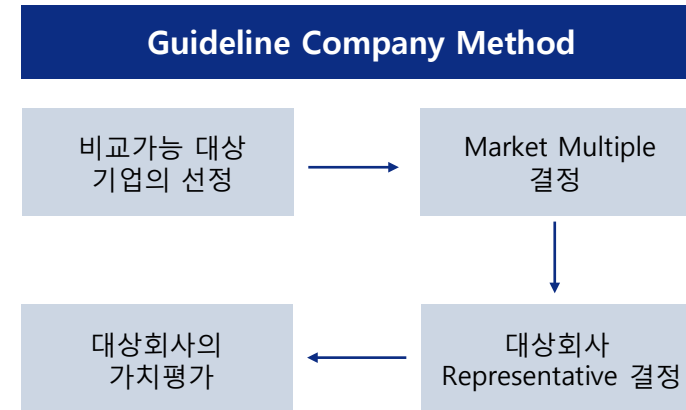 Guideline Company Method
비교가능 대상
기업의 선정
Market Multiple
결정
대상회사
Representative 결정
대상회사의
가치평가